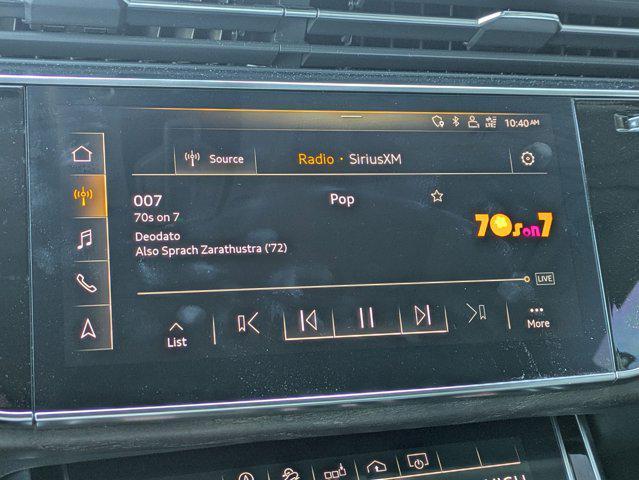 10:40 AM
Source
Radio • SiriusXM
007
Pop
70s on 7
70s on 7
Deodato
Also Sprach Zarathustra ('72)
LIVE
List
More